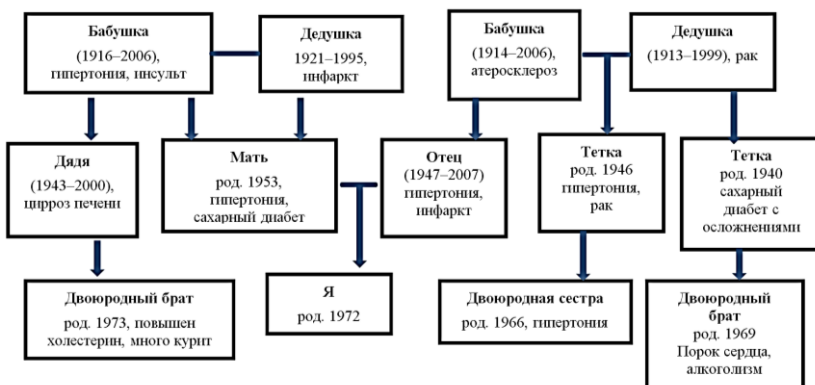 Бабушка
(1916–2006),
гипертония, инсульт
Дедушка
1921–1995,
инфаркт
Бабушка
(1914–2006),
атеросклероз
Дедушка
(1913–1999), рак
Дядя
(1943–2000),
цирроз печени
Мать
род. 1953,
гипертония,
сахарный диабет
Отец
(1947–2007)
гипертония,
инфаркт
Тетка
род. 1946
гипертония,
рак
Тетка
род. 1940
сахарный
диабет с
осложнениями
Двоюродный брат
род. 1973, повышен
холестерин, много курит
Я
род. 1972
Двоюродная сестра
род. 1966, гипертония
Двоюродный
брат
род. 1969
Порок сердца,
алкоголизм